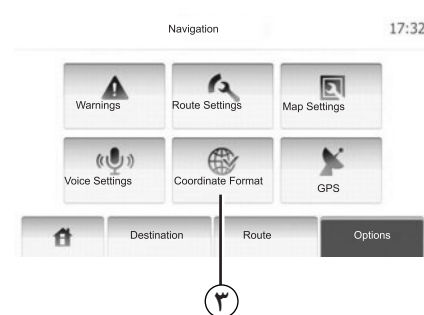 Navigation 17:32
Warnings Route Settings Map Settings
Voice Settings Coordinate Format GPS
Destination Route Options
٣